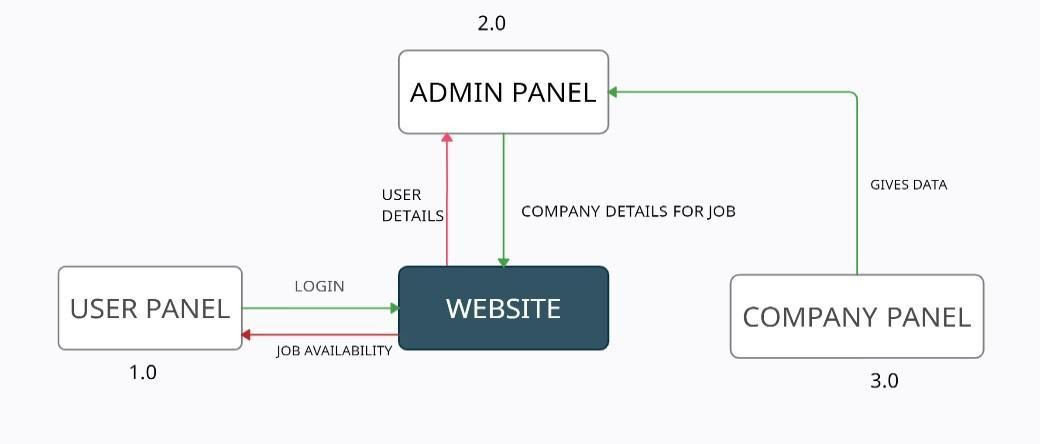 2.0
ADMIN PANEL
GIVES DATA
USER
DETAILS
COMPANY DETAILS FOR JOB
USER PANEL
LOGIN
WEBSITE
COMPANY PANEL
JOB AVAILABILITY
1.0
3.0